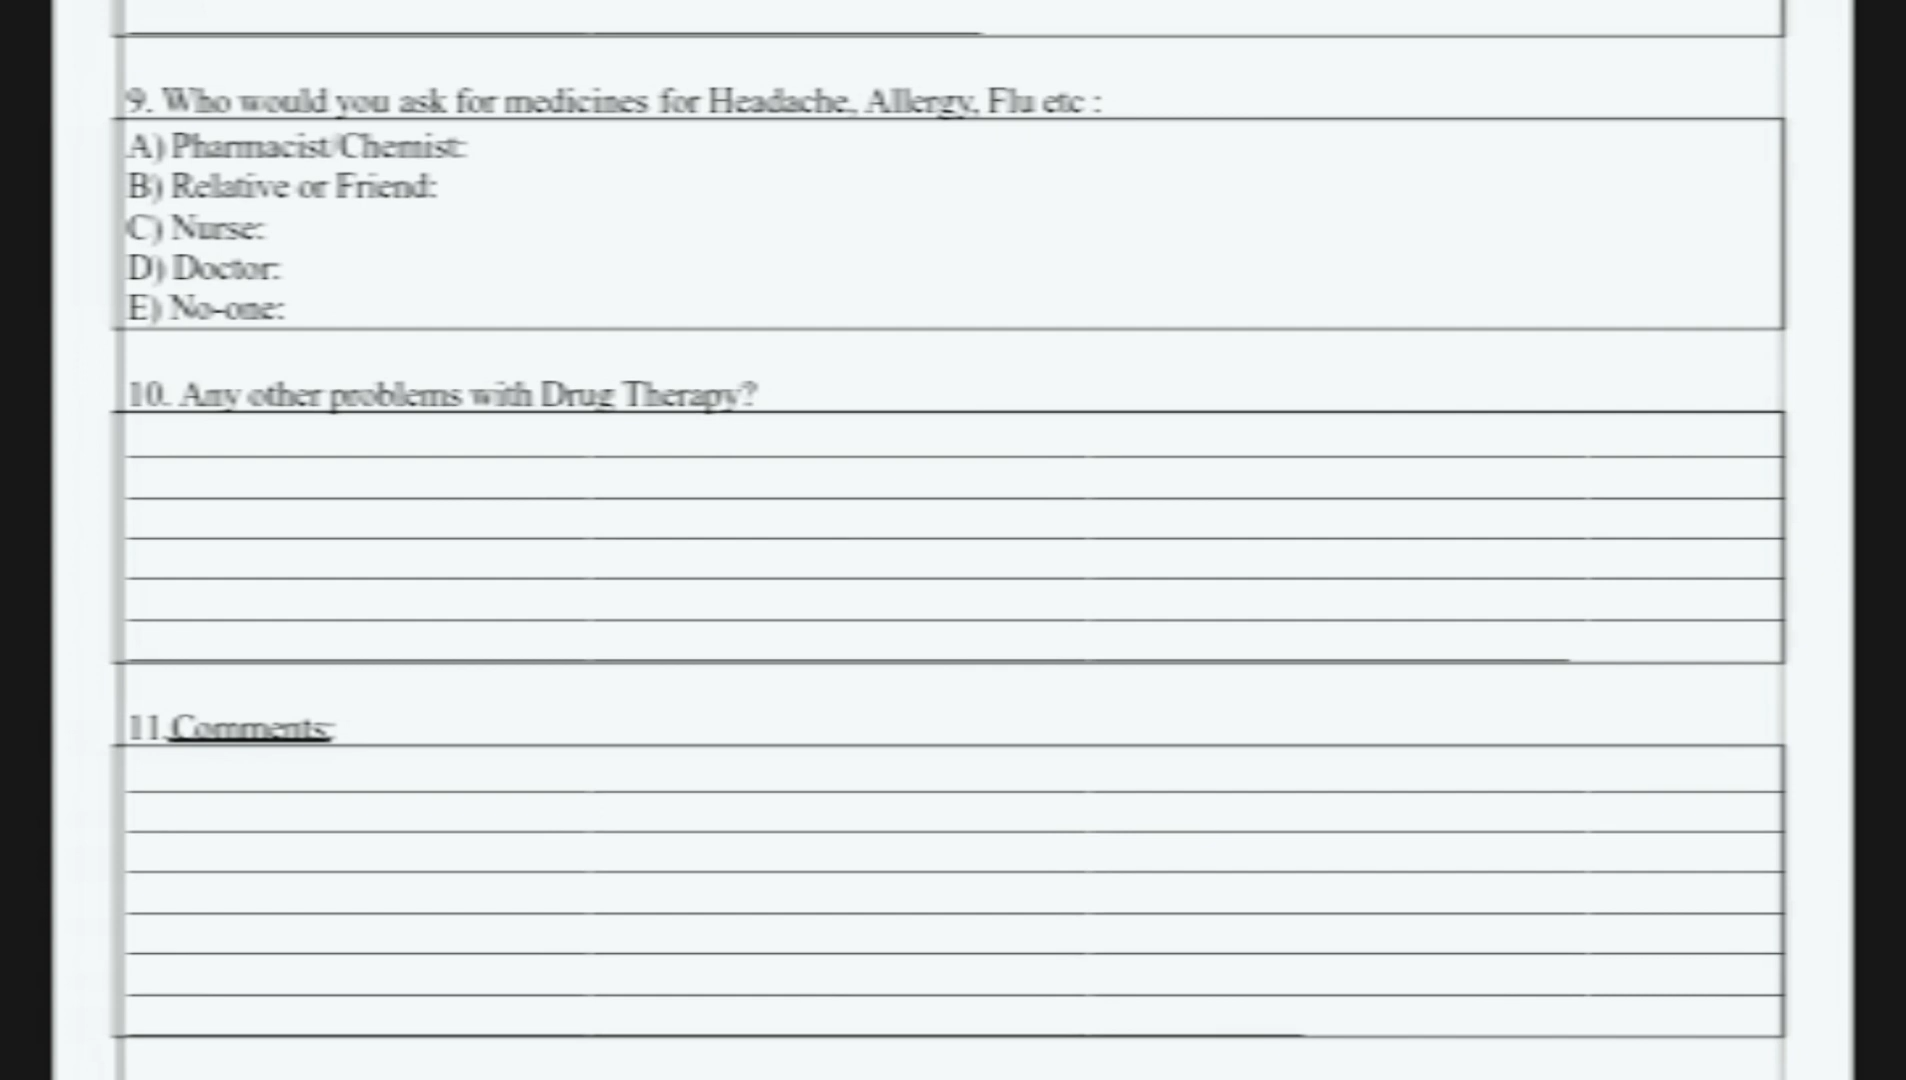 9. Who would you ask for medicines for Headache, Allergy, Flu etc :
A) Pharmacist/Chemist:
B) Relative or Friend:
C) Nurse:
D) Doctor:
E) No-one:
10. Any other problems with Drug Therapy?
11.Comments: